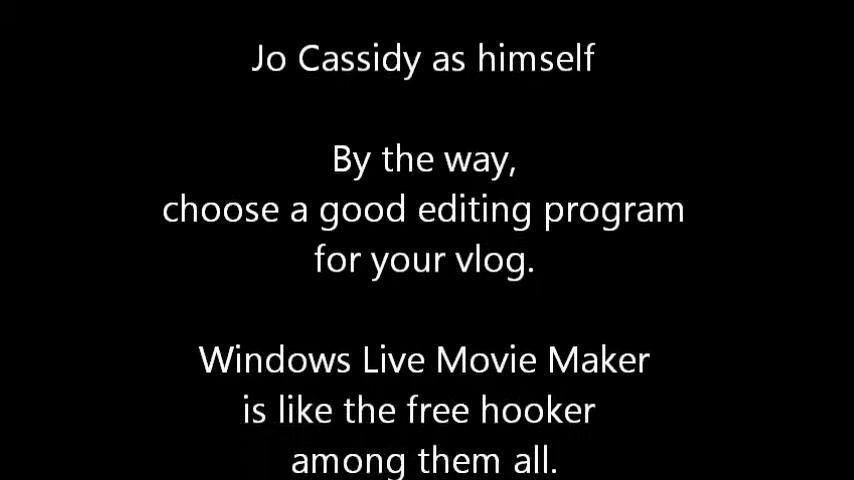 Jo Cassidy as himself
By the way,
choose a good editing program
for your vlog.
Windows Live Movie Maker
is like the free hooker
among them all.